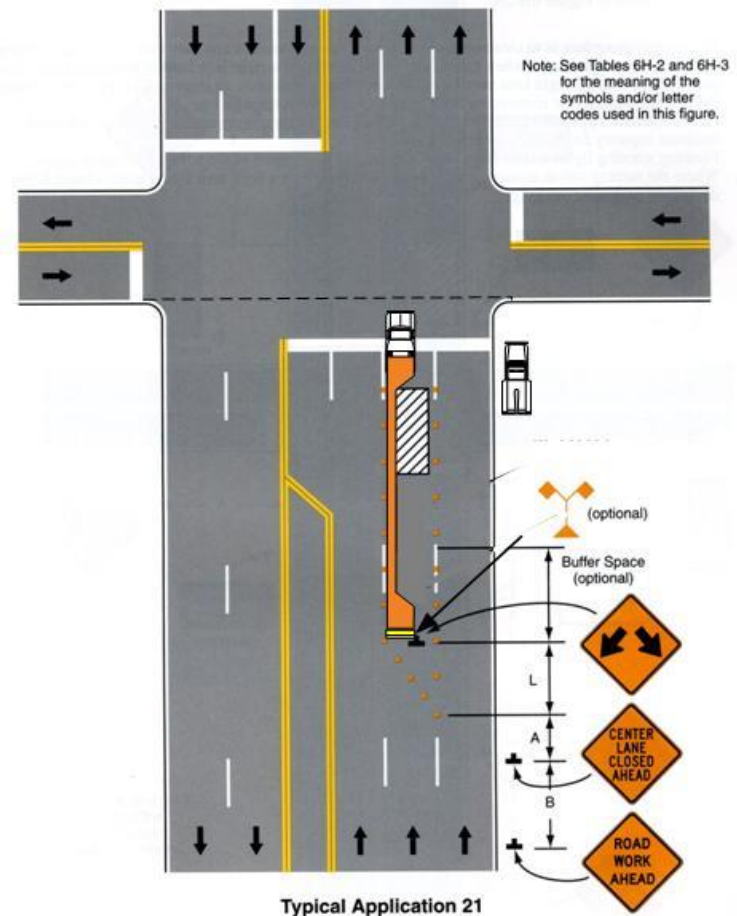 Note: See Tables 6H-2 and 6H-3
for the meaning of the
symbols and/or letter
codes used in this figure.
(optional)
Buffer Space
(optional)
L
A
CENTER
LANE
CLOSED
AHEAD
B
ROAD
WORK
AHEAD
Typical Application 21